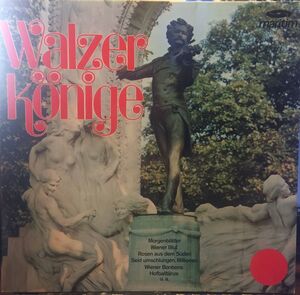 Walzer
könige
maritim
Morgenblätter
Wiener Blut
Rosen aus dem Süden
Seid umschlungen, Millionen
Wiener Bonbons
Hofballtänze
u. a.